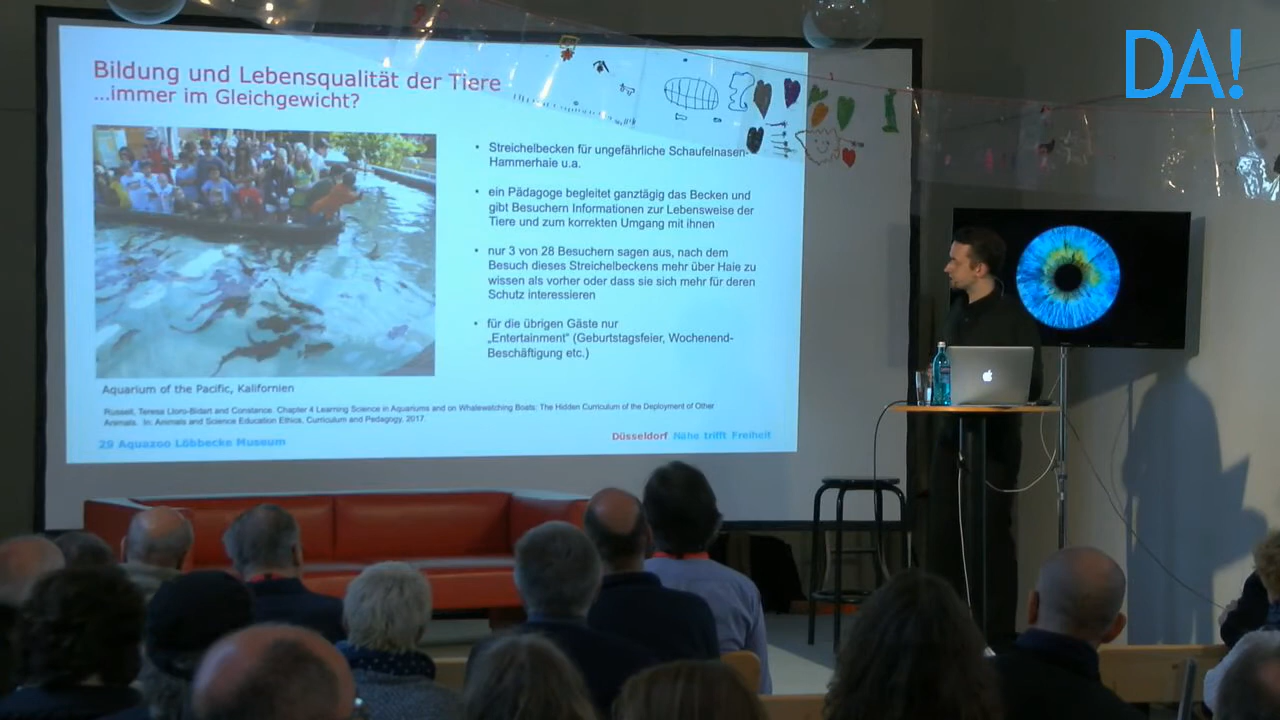 DA!
Bildung und Lebensqualität der Tiere
...immer im Gleichgewicht?
• Streichelbecken für ungefährliche Schaufelnasen-
Hammerhaie u.a.
• ein Pädagoge begleitet ganztägig das Becken und
gibt Besuchern Informationen zur Lebensweise der
Tiere und zum korrekten Umgang mit ihnen
• nur 3 von 28 Besuchern sagen aus, nach dem
Besuch dieses Streichelbeckens mehr über Haie zu
wissen als vorher oder dass sie sich mehr für deren
Schutz interessieren
• für die übrigen Gäste nur
„Entertainment" (Geburtstagsfeier, Wochenend-
Beschäftigung etc.)
Aquarium of the Pacific, Kalifornien
Russell, Teresa Lloro-Bidart and Constance. Chapter 4 Learning Science in Aquariums and on Whalewatching Boats: The Hidden Curriculum of the Deployment of Other
Animals. In: Animals and Science Education Ethics, Curriculum and Pedagogy, 2017.
29 Aquazoo Löbbecke Museum
Düsseldorf Nähe trifft Freiheit